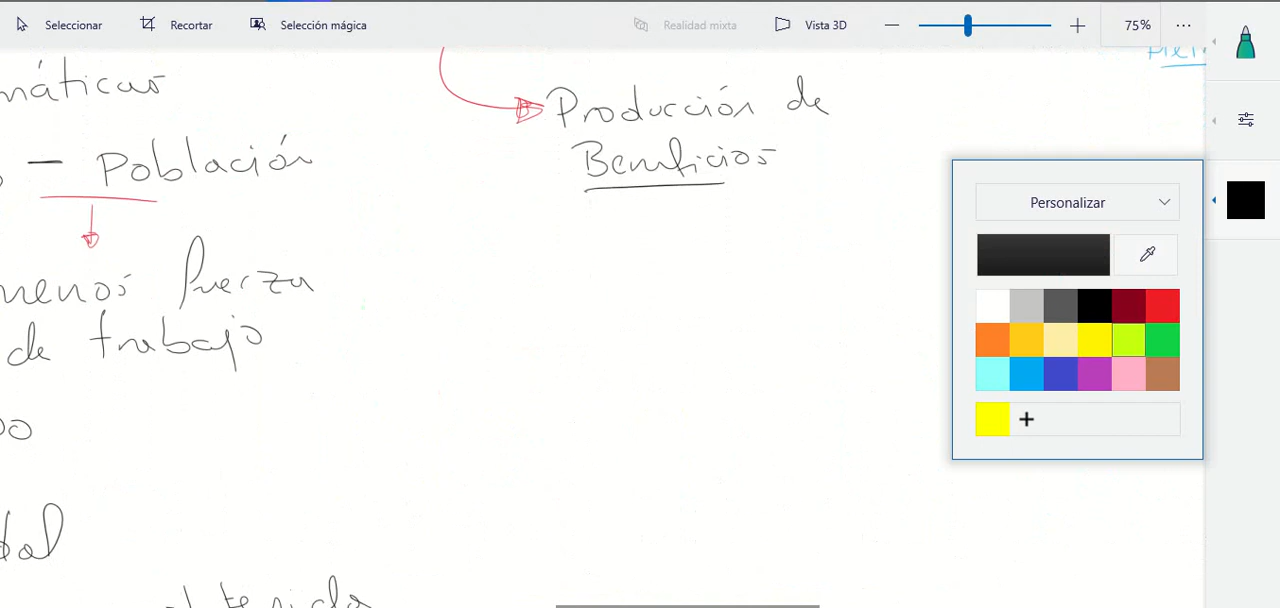 Seleccionar Recortar Selección mágica Realidad mixta Vista 3D 75%
máticas
Producción de
Beneficios
– Población
Personalizar
menos fuerza
de trabajo